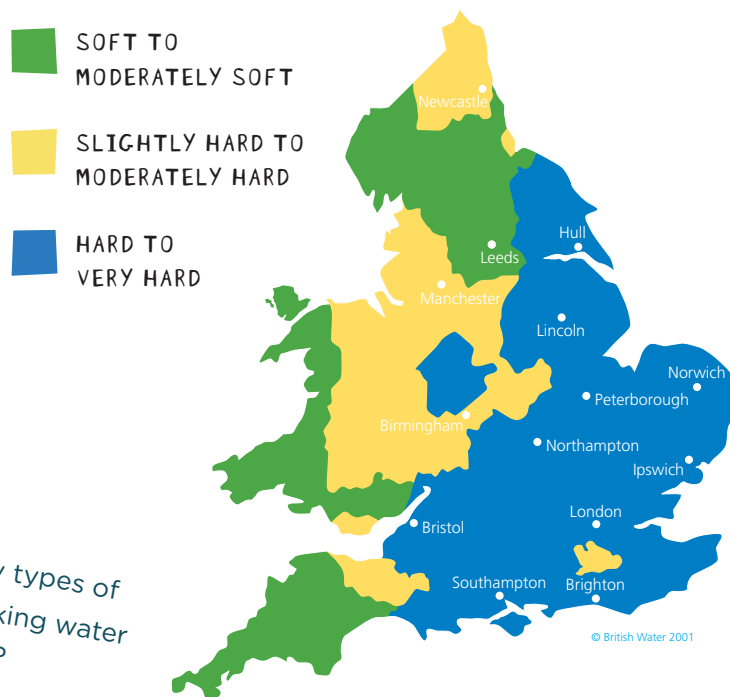 SOFT TO
MODERATELY SOFT
SLIGHTLY HARD TO
MODERATELY HARD
HARD TO
VERY HARD
Newcastle
Hull
Leeds
Manchester
Lincoln
Norwich
Peterborough
Birmingham
Northampton
Ipswich
London
Bristol
Southampton
Brighton
© British Water 2001
types of
water
?